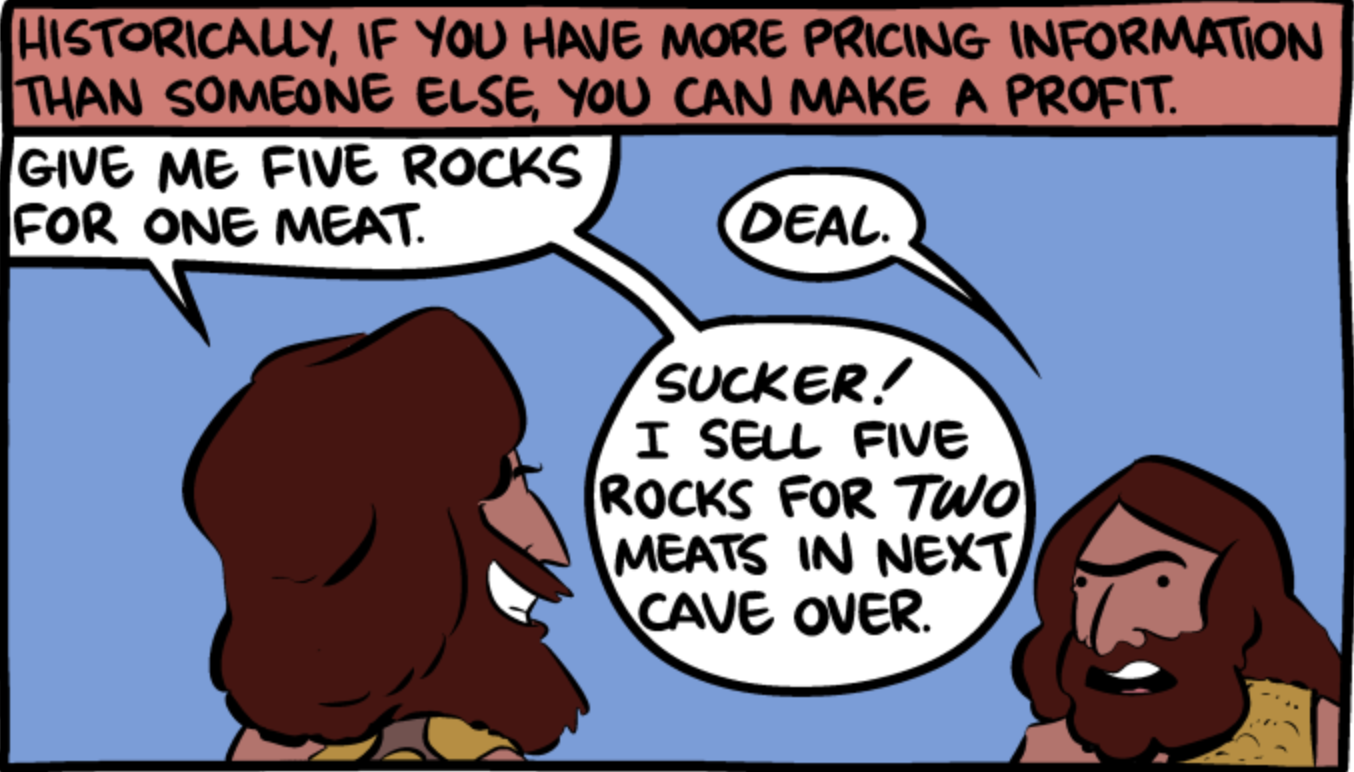 HISTORICALLY, IF YOU HAVE MORE PRICING INFORMATION
THAN SOMEONE ELSE, YOU CAN MAKE A PROFIT.
GIVE ME FIVE ROCKS
FOR ONE MEAT.
DEAL.
SUCKER!
I SELL FIVE
ROCKS FOR TWO
MEATS IN NEXT
CAVE OVER.